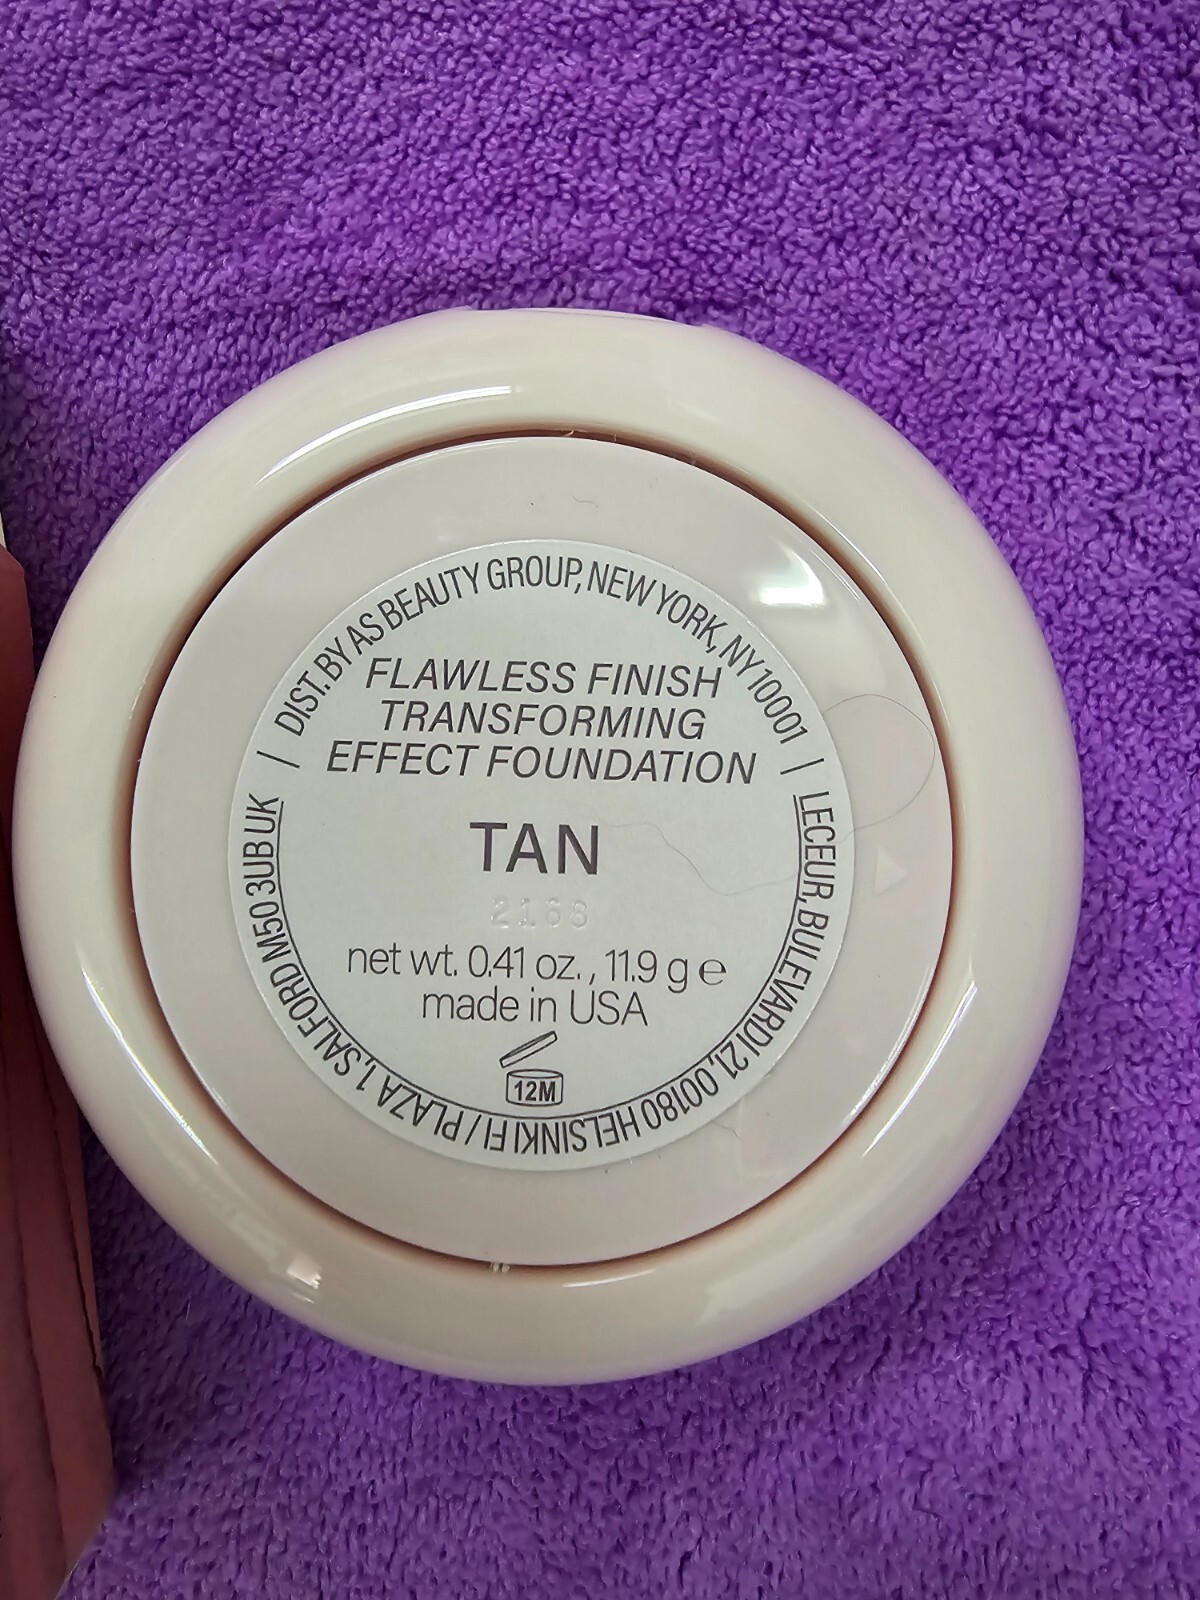 DIST. BY AS BEAUTY GROUP, NEW YORK, NY 10001
FLAWLESS FINISH
TRANSFORMING
EFFECT FOUNDATION
TAN
2168
net wt. 0.41 oz., 11.9 g e
made in USA
12M
LECEUR, BULEVARDI 21, 00180 HELSINKI FI / PLAZA 1, SALFORD M50 3UB UK